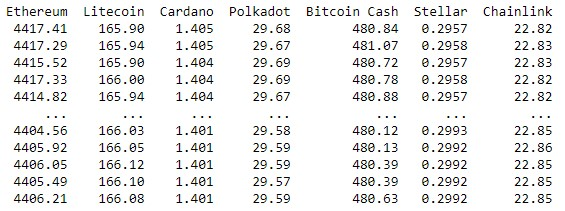 Ethereum Litecoin Cardano Polkadot Bitcoin Cash Stellar Chainlink
4417.41 165.90 1.405 29.68 480.84 0.2957 22.82
4417.29 165.94 1.405 29.67 481.07 0.2958 22.83
4415.52 165.90 1.404 29.69 480.72 0.2957 22.83
4417.33 166.00 1.404 29.69 480.78 0.2958 22.82
4414.82 165.94 1.404 29.67 480.88 0.2957 22.82
... ... ... ... ... ... ...
4404.56 166.03 1.401 29.58 480.12 0.2993 22.85
4405.92 166.05 1.401 29.59 480.13 0.2992 22.86
4406.05 166.12 1.401 29.59 480.39 0.2992 22.85
4405.49 166.10 1.401 29.57 480.39 0.2992 22.85
4406.21 166.08 1.401 29.59 480.63 0.2992 22.85